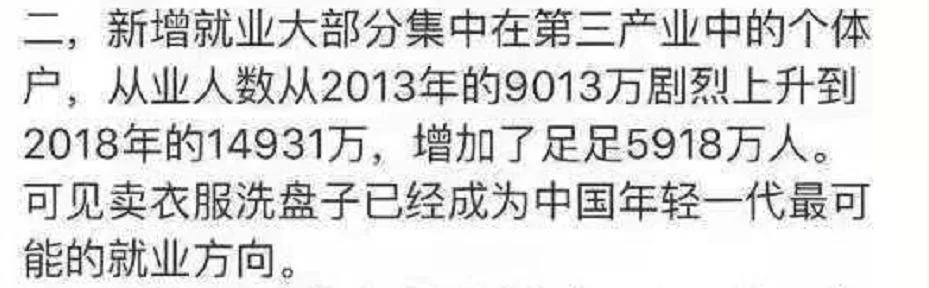 二，新增就业大部分集中在第三产业中的个体
户，从业人数从2013年的9013万剧烈上升到
2018年的14931万，增加了足足5918万人。
可见卖衣服洗盘子已经成为中国年轻一代最可
能的就业方向。